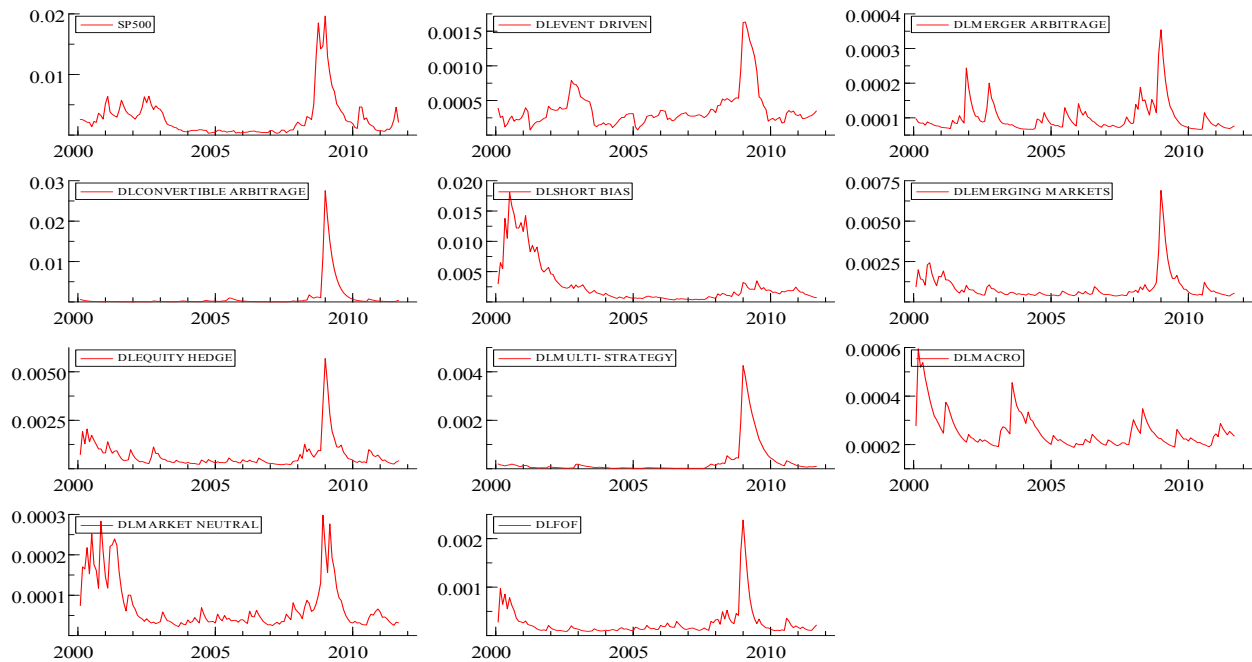 SP500
0.02
0.01
2000 2005 2010
DLEVENT DRIVEN
0.0015
0.0010
0.0005
2000 2005 2010
DLMERGER ARBITRAGE
0.0004
0.0003
0.0002
0.0001
2000 2005 2010
DLCONVERTIBLE ARBITRAGE
0.03
0.02
0.01
2000 2005 2010
DLSHORT BIAS
0.020
0.015
0.010
0.005
2000 2005 2010
DLEMERGING MARKETS
0.0075
0.0050
0.0025
2000 2005 2010
DLEQUITY HEDGE
0.0050
0.0025
2000 2005 2010
DLMULTI- STRATEGY
0.004
0.002
2000 2005 2010
DLMACRO
0.0006
0.0004
0.0002
2000 2005 2010
DLMARKET NEUTRAL
0.0003
0.0002
0.0001
2000 2005 2010
DLFOF
0.002
0.001
2000 2005 2010